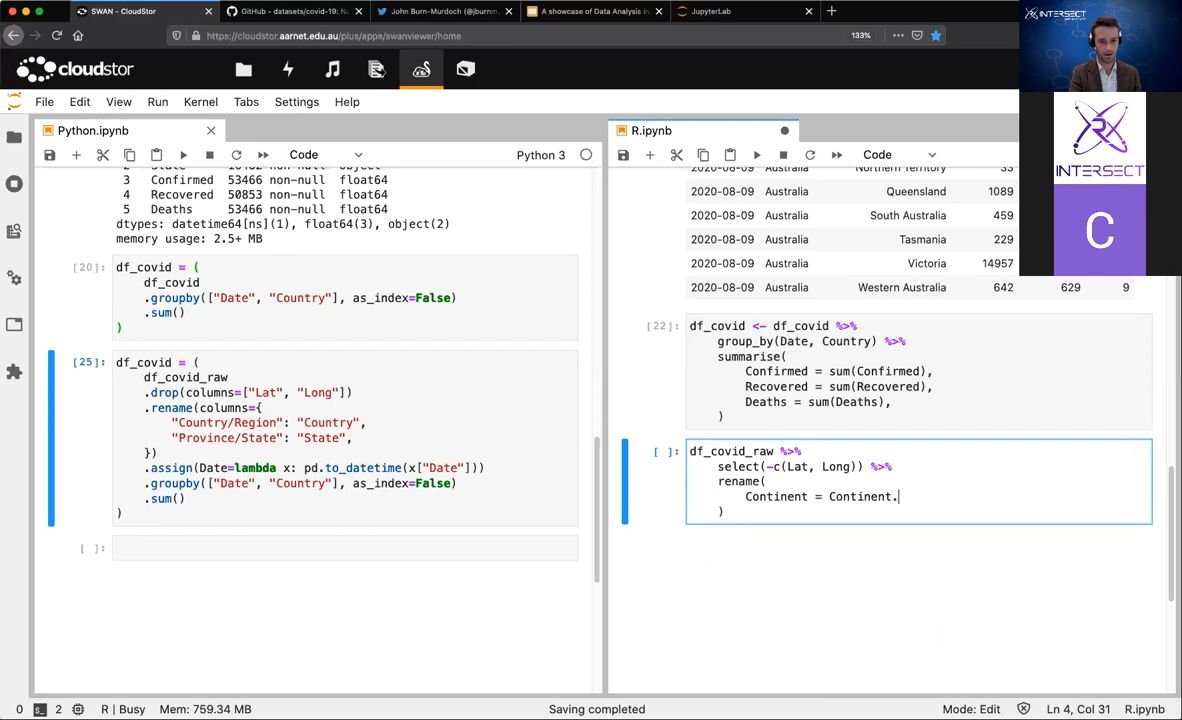 SWAN - CloudStor
GitHub - datasets/covid-19: No
John Burn-Murdoch (@jburnm
A showcase of Data Analysis in
JupyterLab
https://cloudstor.aarnet.edu.au/plus/apps/swanviewer/home
133%
INTERSECT
cloudstor
File Edit View Run Kernel Tabs Settings Help
Python.ipynb
R.ipynb
Code
Python 3
Code
3 Confirmed 53466 non-null float64
4 Recovered 50853 non-null float64
5 Deaths 53466 non-null float64
dtypes: datetime64[ns](1), float64(3), object(2)
memory usage: 2.5+ MB
[20]:
df_covid = (
df_covid
.groupby(["Date", "Country"], as_index=False)
.sum()
)
[25]:
df_covid = (
df_covid_raw
.drop(columns=["Lat", "Long"])
.rename(columns={
"Country/Region": "Country",
"Province/State": "State",
})
.assign(Date=lambda x: pd.to_datetime(x["Date"]))
.groupby(["Date", "Country"], as_index=False)
.sum()
)
[ ]:
2020-08-09 Australia Northern Territory 33
2020-08-09 Australia Queensland 1089
2020-08-09 Australia South Australia 459
2020-08-09 Australia Tasmania 229
2020-08-09 Australia Victoria 14957
2020-08-09 Australia Western Australia 642 629 9
[22]:
df_covid <- df_covid %>%
group_by(Date, Country) %>%
summarise(
Confirmed = sum(Confirmed),
Recovered = sum(Recovered),
Deaths = sum(Deaths),
)
[ ]:
df_covid_raw %>%
select(-c(Lat, Long)) %>%
rename(
Continent = Continent.
)
INTERSECT
C
0 2 R | Busy Mem: 759.34 MB
Saving completed
Mode: Edit
Ln 4, Col 31 R.ipynb